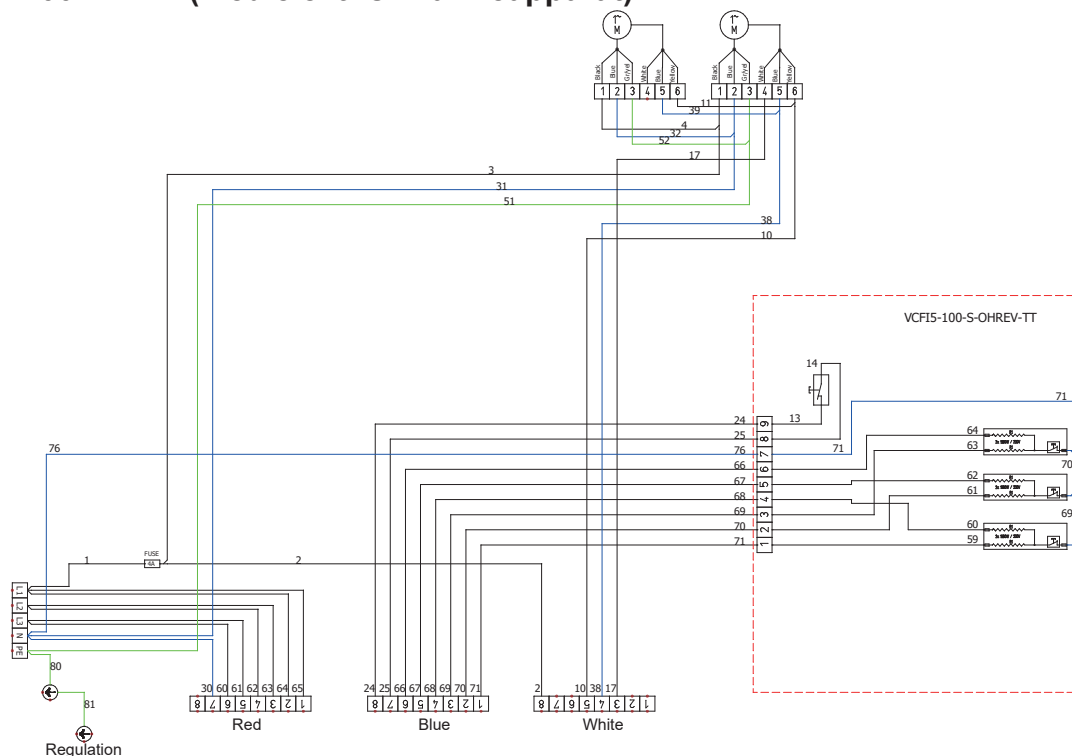 1~
M
1~
M
Black
Blue
Gr/yel
White
Blue
Yellow
Black
Blue
Gr/yel
White
Blue
Yellow
1 2 3 4 5 6
1 2 3 4 5 6
11
39
4
32
52
17
3
31
51
38
10
VCFI5-100-S-OHREV-TT
14
71
24 9 13
25 8
76 76 7 71
66 6
67 5
68 4
69 3
70 2
71 1
64
63
70
62
61
69
60
59
1
FUSE
4A
2
L1
L2
L3
N
PE
80
81
30 60 61 62 63 64 65
8 7 6 5 4 3 2 1
Red
24 25 66 67 68 69 70 71
8 7 6 5 4 3 2 1
Blue
2 10 38 17
8 7 6 5 4 3 2 1
White
Regulation